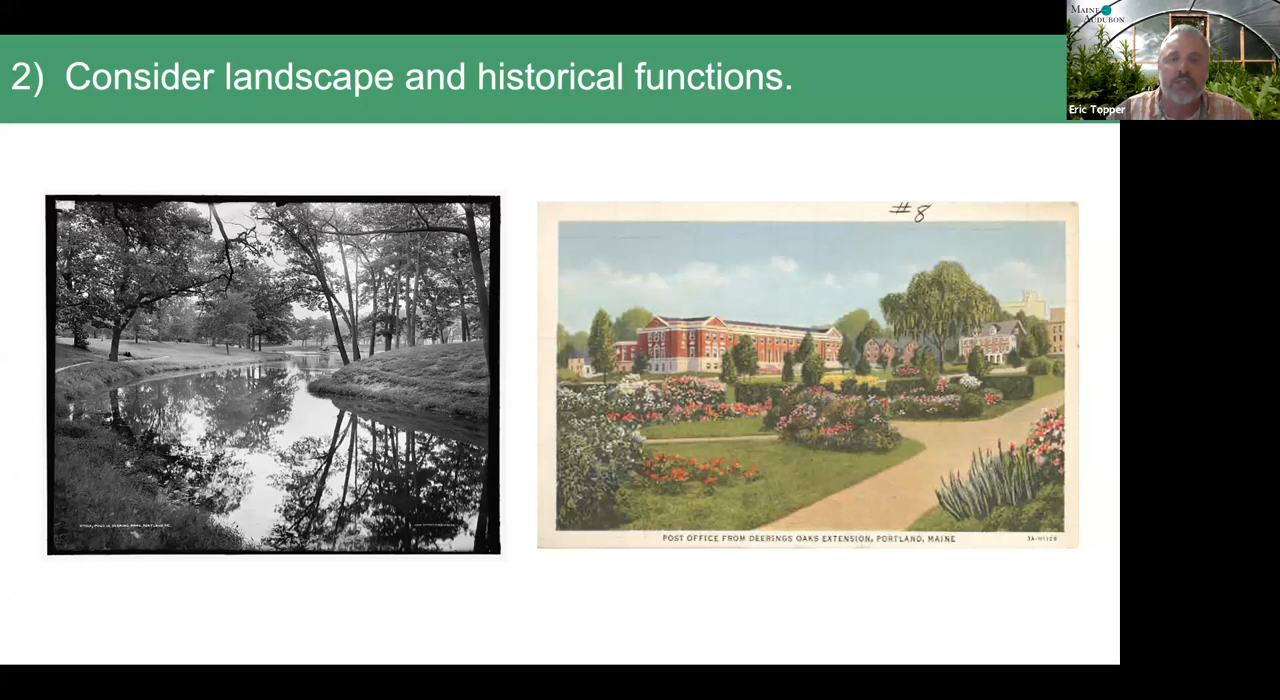 2) Consider landscape and historical functions.
MAINE
AUDUBON
Eric Topper
#8
POST OFFICE FROM DEERINGS OAKS EXTENSION, PORTLAND, MAINE